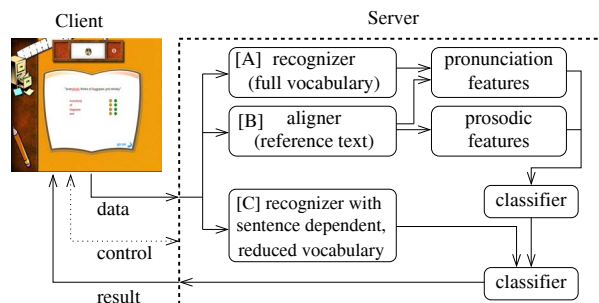 Client
Server
[A] recognizer
(full vocabulary)
pronunciation
features
[B] aligner
(reference text)
prosodic
features
[C] recognizer with
sentence dependent,
reduced vocabulary
classifier
classifier
data
control
result